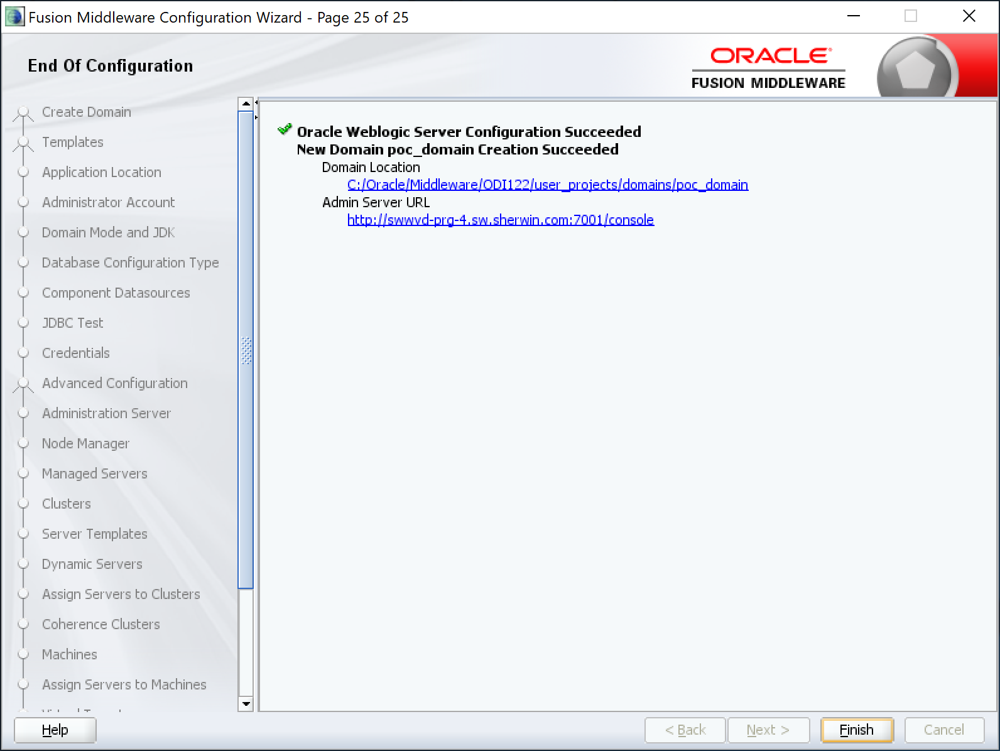 Fusion Middleware Configuration Wizard - Page 25 of 25
End Of Configuration
ORACLE
FUSION MIDDLEWARE
Create Domain
Templates
Application Location
Administrator Account
Domain Mode and JDK
Database Configuration Type
Component Datasources
JDBC Test
Credentials
Advanced Configuration
Administration Server
Node Manager
Managed Servers
Clusters
Server Templates
Dynamic Servers
Assign Servers to Clusters
Coherence Clusters
Machines
Assign Servers to Machines
Oracle Weblogic Server Configuration Succeeded
New Domain poc_domain Creation Succeeded
Domain Location
C:/Oracle/Middleware/ODI122/user_projects/domains/poc_domain
Admin Server URL
http://swwvd-prg-4.sw.sherwin.com:7001/console
Help
< Back
Next >
Finish
Cancel